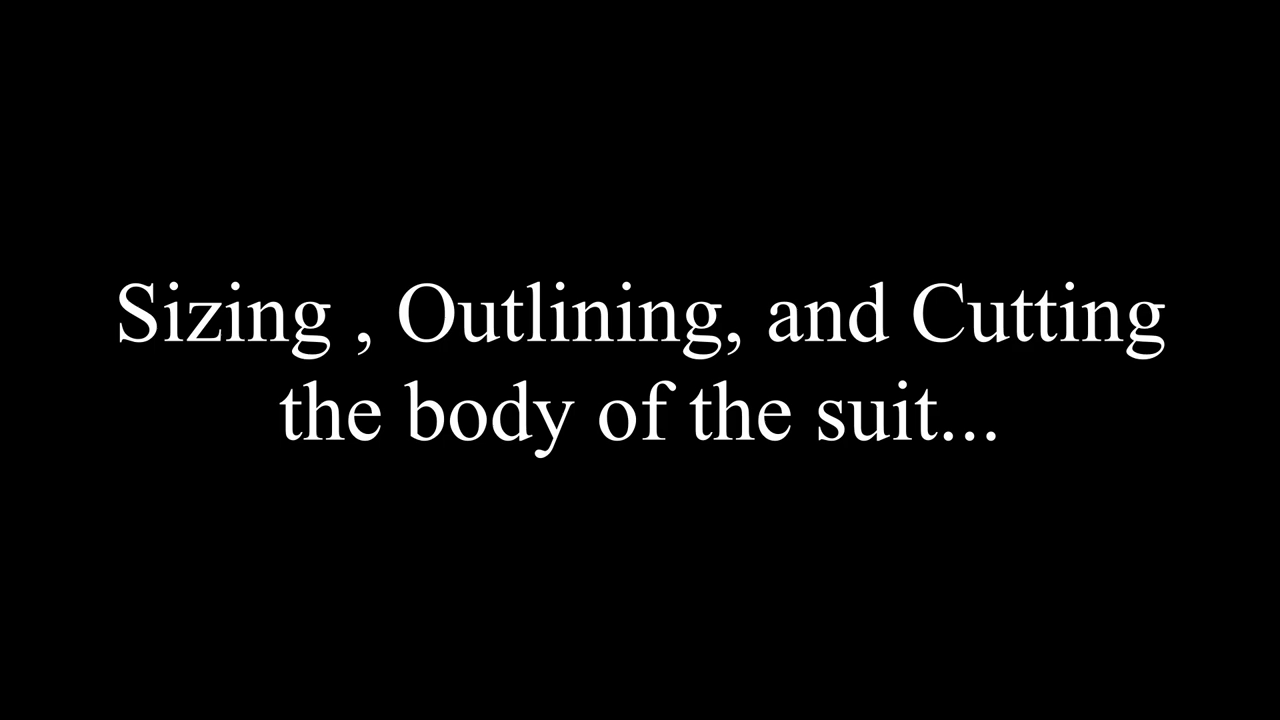 Sizing , Outlining, and Cutting
the body of the suit...